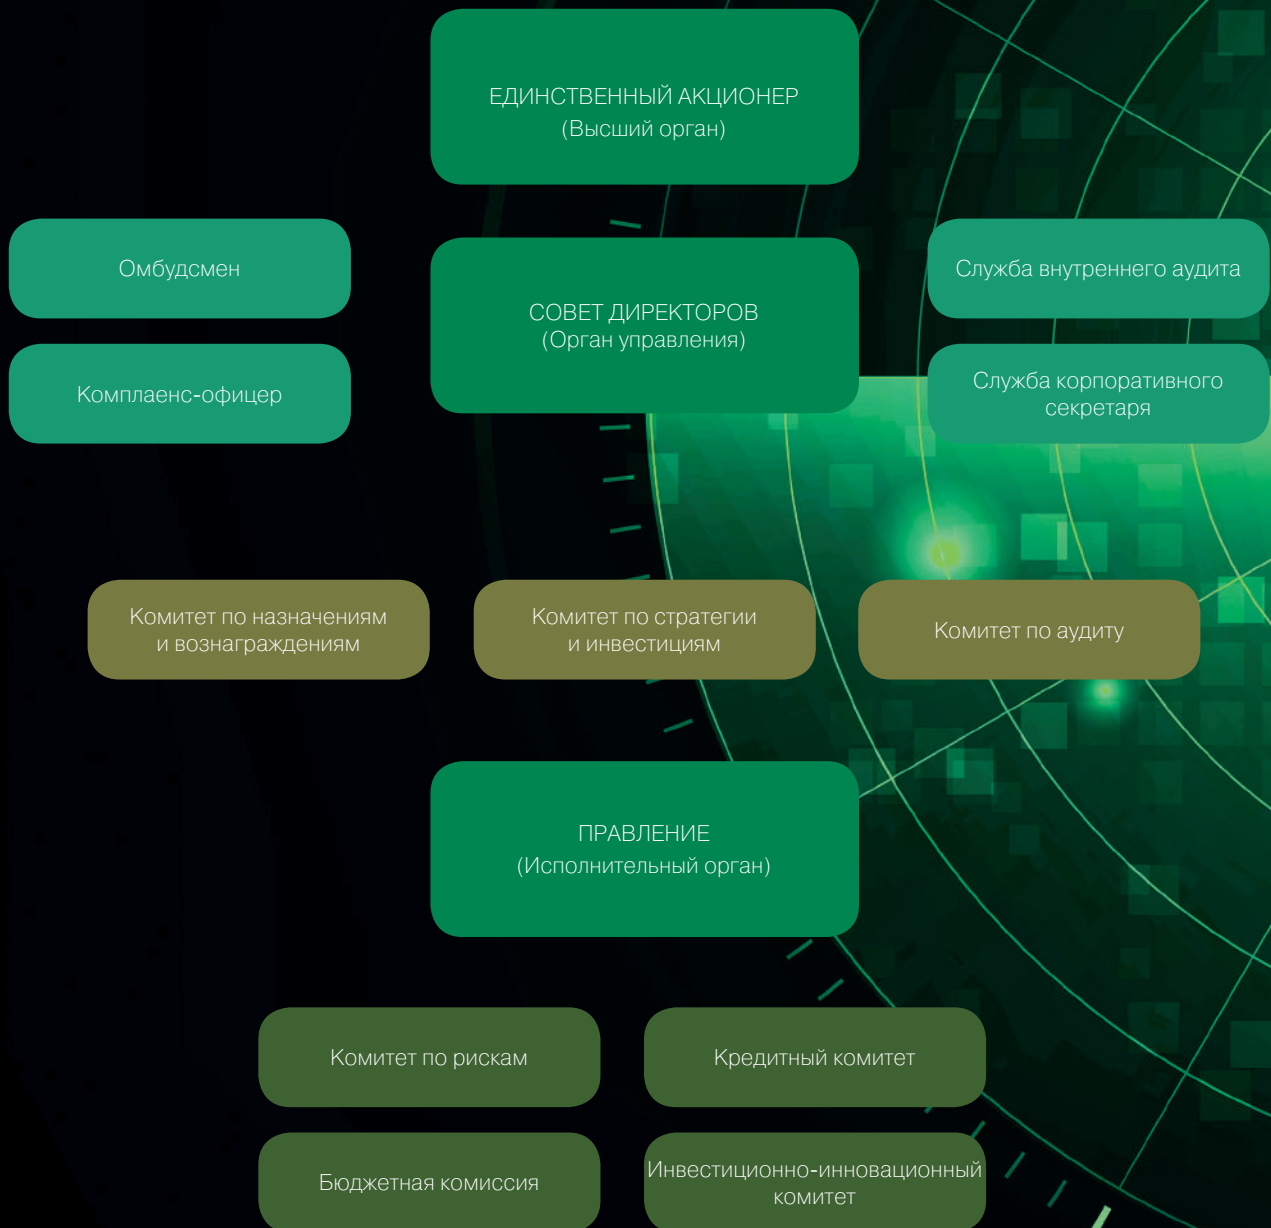 ЕДИНСТВЕННЫЙ АКЦИОНЕР
(Высший орган)
Омбудсмен
СОВЕТ ДИРЕКТОРОВ
(Орган управления)
Служба внутреннего аудита
Комплаенс-офицер
Служба корпоративного
секретаря
Комитет по назначениям
и вознаграждениям
Комитет по стратегии
и инвестициям
Комитет по аудиту
ПРАВЛЕНИЕ
(Исполнительный орган)
Комитет по рискам
Кредитный комитет
Бюджетная комиссия
Инвестиционно-инновационный
комитет